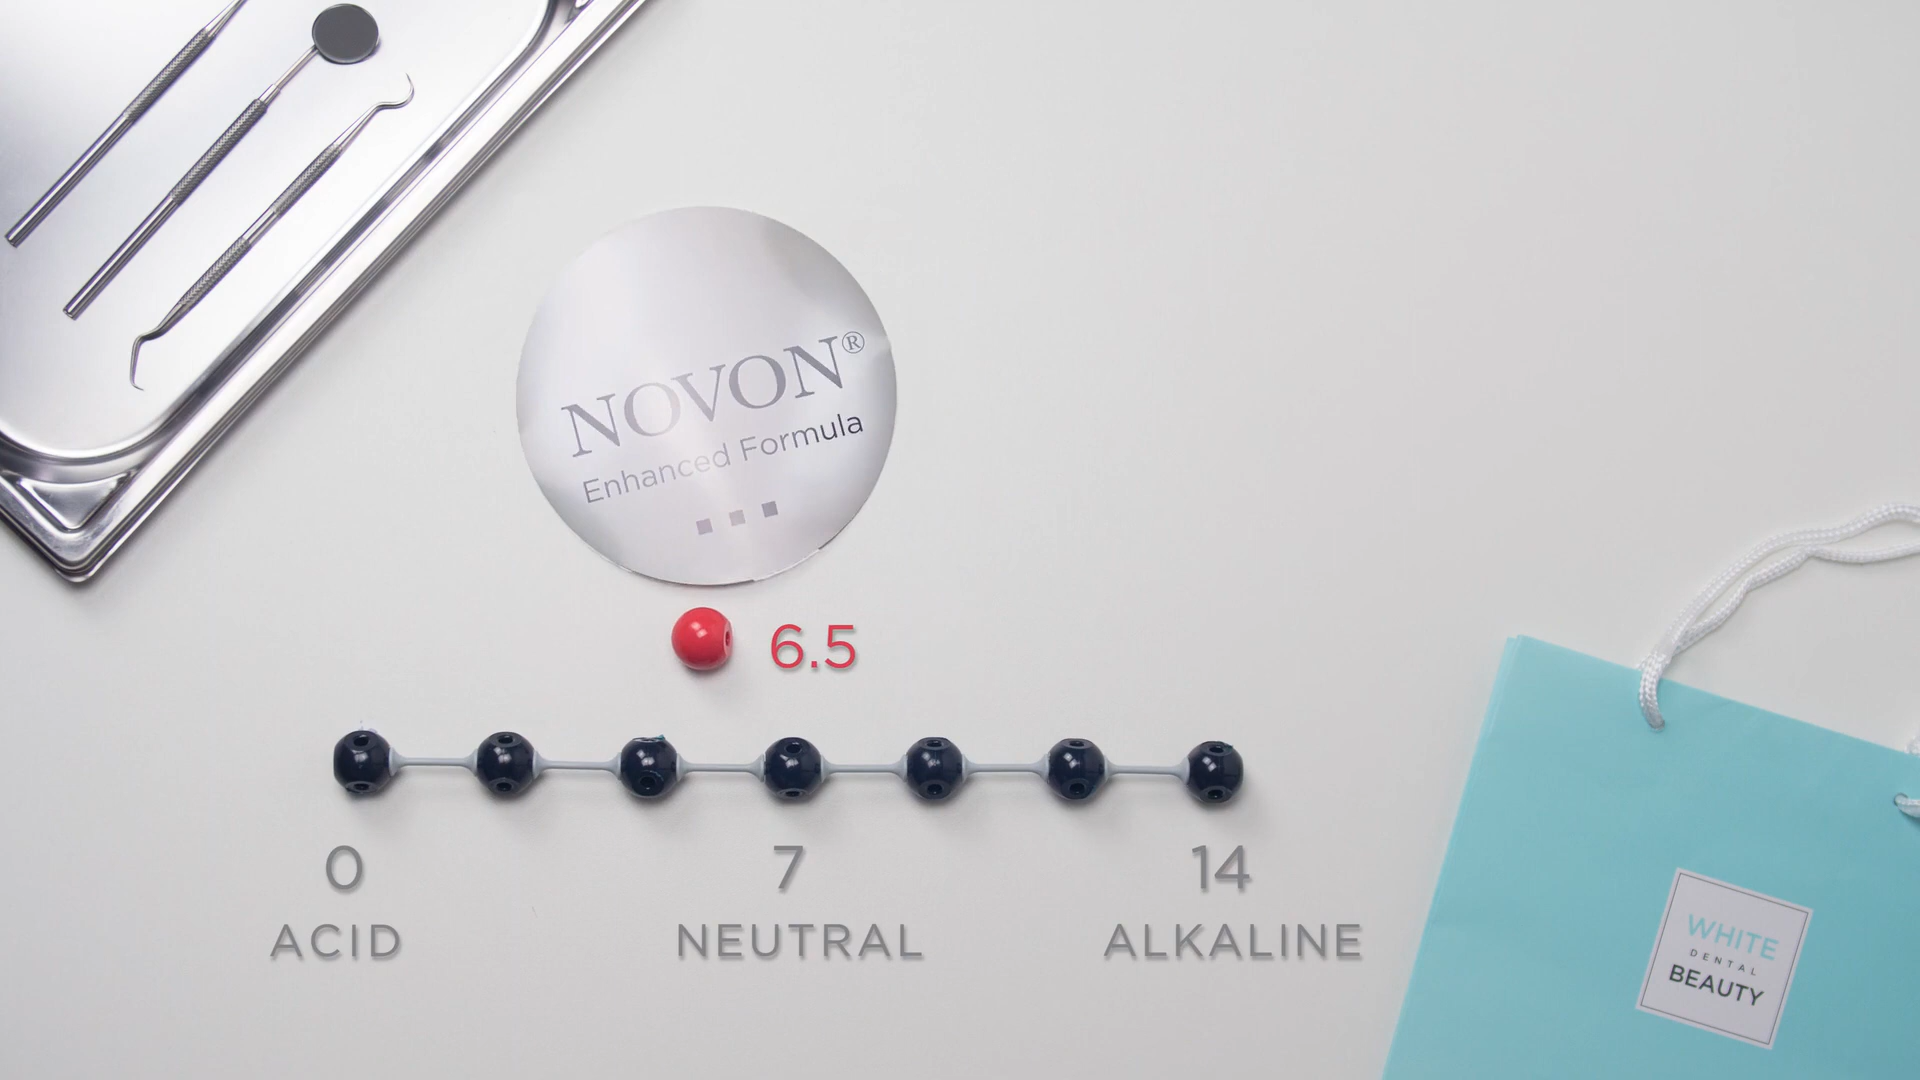 NOVON®
Enhanced Formula
6.5
0
7
14
ACID
NEUTRAL
ALKALINE
WHITE
DENTAL
BEAUTY